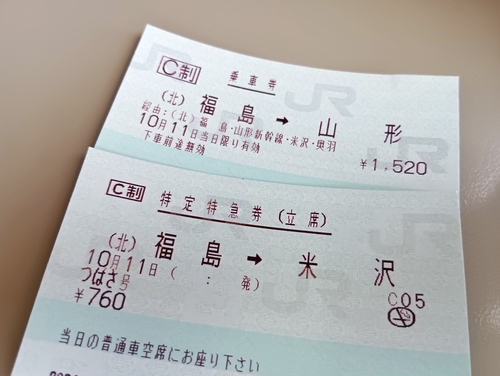 C制 乗車券
(北)福島 → 山形
経由:(北)福島・山形新幹線・米沢・奥羽
10月11日当日限り有効
下車前途無効
¥1,520
C制 特定特急券(立席)
(北)福島 → 米沢
10月11日( : 発) C05
つばさ号
¥760
当日の普通車空席にお座り下さい